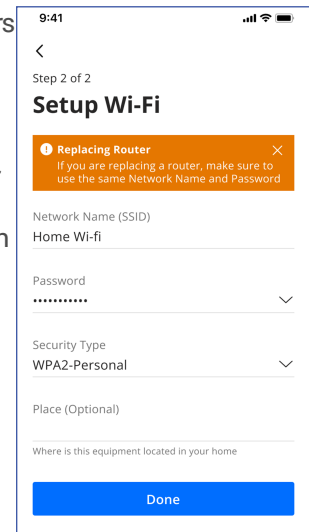 rs
9:41
Step 2 of 2
Setup Wi-Fi
Replacing Router
If you are replacing a router, make sure to
use the same Network Name and Password
Network Name (SSID)
Home Wi-fi
Password
•••••••••••
Security Type
WPA2-Personal
Place (Optional)
Where is this equipment located in your home
Done